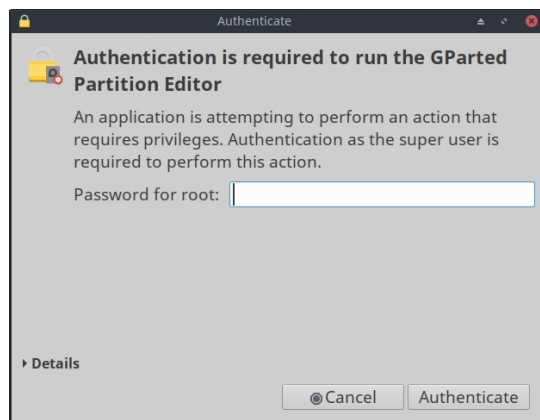 Authenticate
Authentication is required to run the GParted
Partition Editor
An application is attempting to perform an action that
requires privileges. Authentication as the super user is
required to perform this action.
Password for root:
Details
Cancel
Authenticate